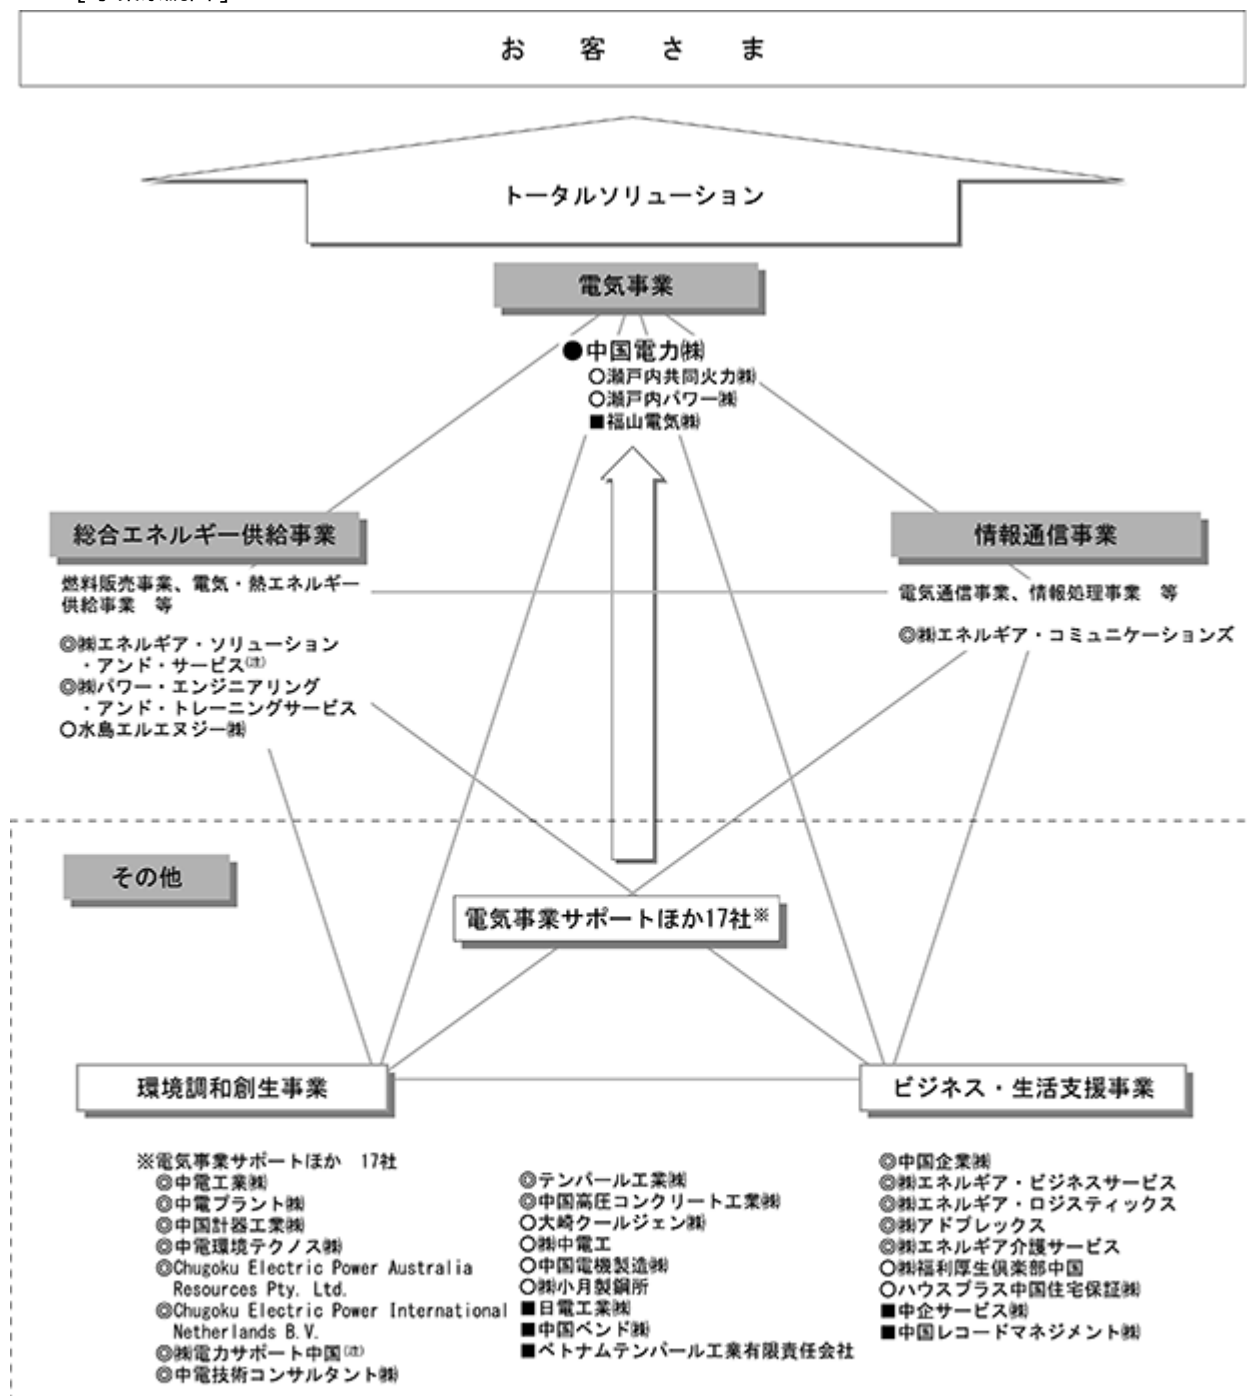 お 客 さ ま
トータルソリューション
電気事業
●中国電力㈱
○瀬戸内共同火力㈱
○瀬戸内パワー㈱
■福山電気㈱
総合エネルギー供給事業
燃料販売事業、電気・熱エネルギー
供給事業 等
◎㈱エネルギア・ソリューション
・アンド・サービス(注)
◎㈱パワー・エンジニアリング
・アンド・トレーニングサービス
○水島エルエヌジー㈱
情報通信事業
電気通信事業、情報処理事業 等
◎㈱エネルギア・コミュニケーションズ
その他
電気事業サポートほか17社※
環境調和創生事業
ビジネス・生活支援事業
※電気事業サポートほか 17社
◎中電工業㈱
◎中電プラント㈱
◎中国計器工業㈱
◎中電環境テクノス㈱
◎Chugoku Electric Power Australia
Resources Pty. Ltd.
◎Chugoku Electric Power International
Netherlands B.V.
◎㈱電力サポート中国(注)
◎中電技術コンサルタント㈱
◎テンパール工業㈱
◎中国高圧コンクリート工業㈱
○大崎クールジェン㈱
○㈱中電工
○中国電機製造㈱
○㈱小月製鋼所
■日電工業㈱
■中国ベンド㈱
■ベトナムテンパール工業有限責任会社
◎中国企業㈱
◎㈱エネルギア・ビジネスサービス
◎㈱エネルギア・ロジスティックス
◎㈱アドプレックス
◎㈱エネルギア介護サービス
○㈱福利厚生倶楽部中国
○ハウスプラス中国住宅保証㈱
■中企サービス㈱
■中国レコードマネジメント㈱